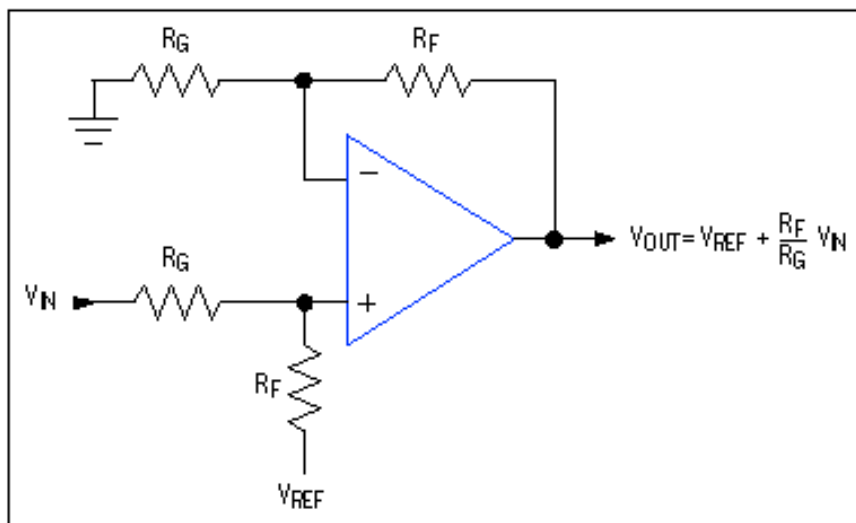 RG
RF
−
VOUT= VREF + RF/RG VIN
RG
VIN
+
RF
VREF